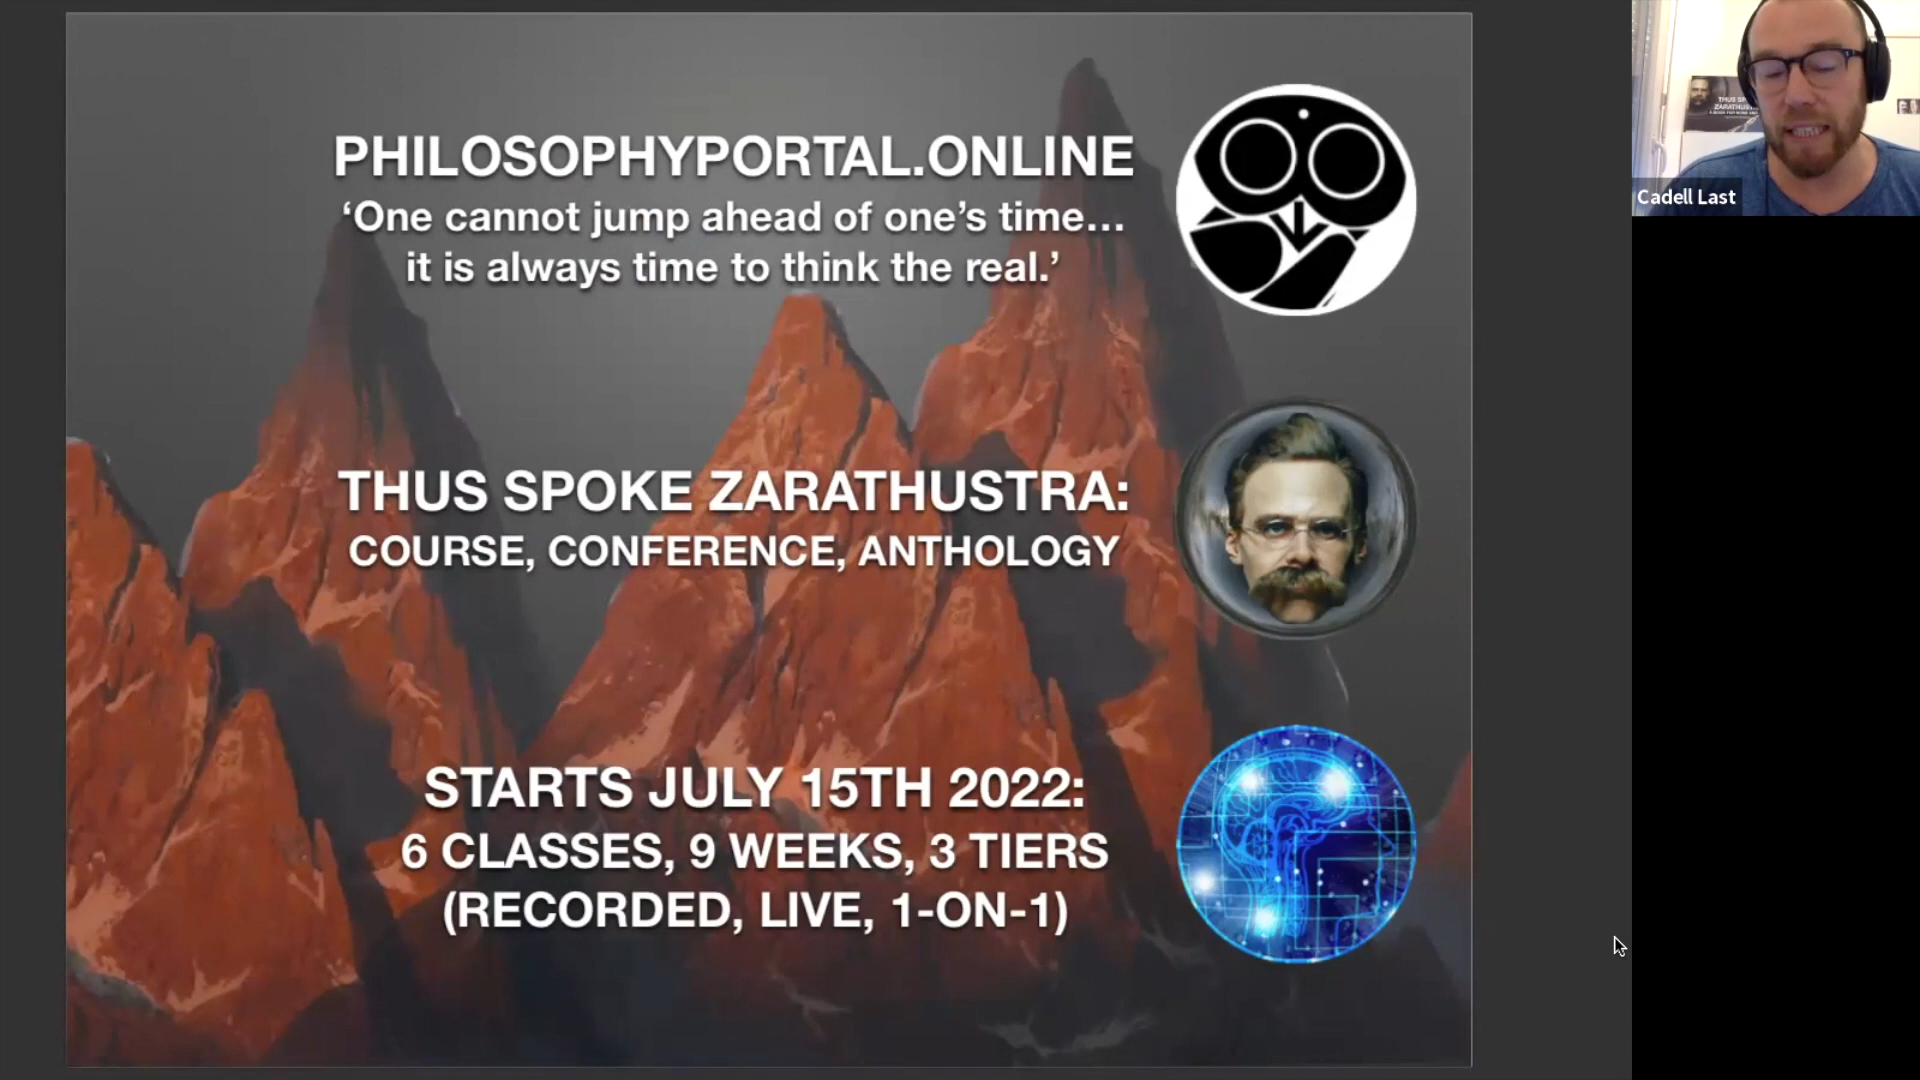 PHILOSOPHYPORTAL.ONLINE
‘One cannot jump ahead of one’s time...
it is always time to think the real.’
THUS SPOKE ZARATHUSTRA:
COURSE, CONFERENCE, ANTHOLOGY
STARTS JULY 15TH 2022:
6 CLASSES, 9 WEEKS, 3 TIERS
(RECORDED, LIVE, 1-ON-1)
Cadell Last
THUS